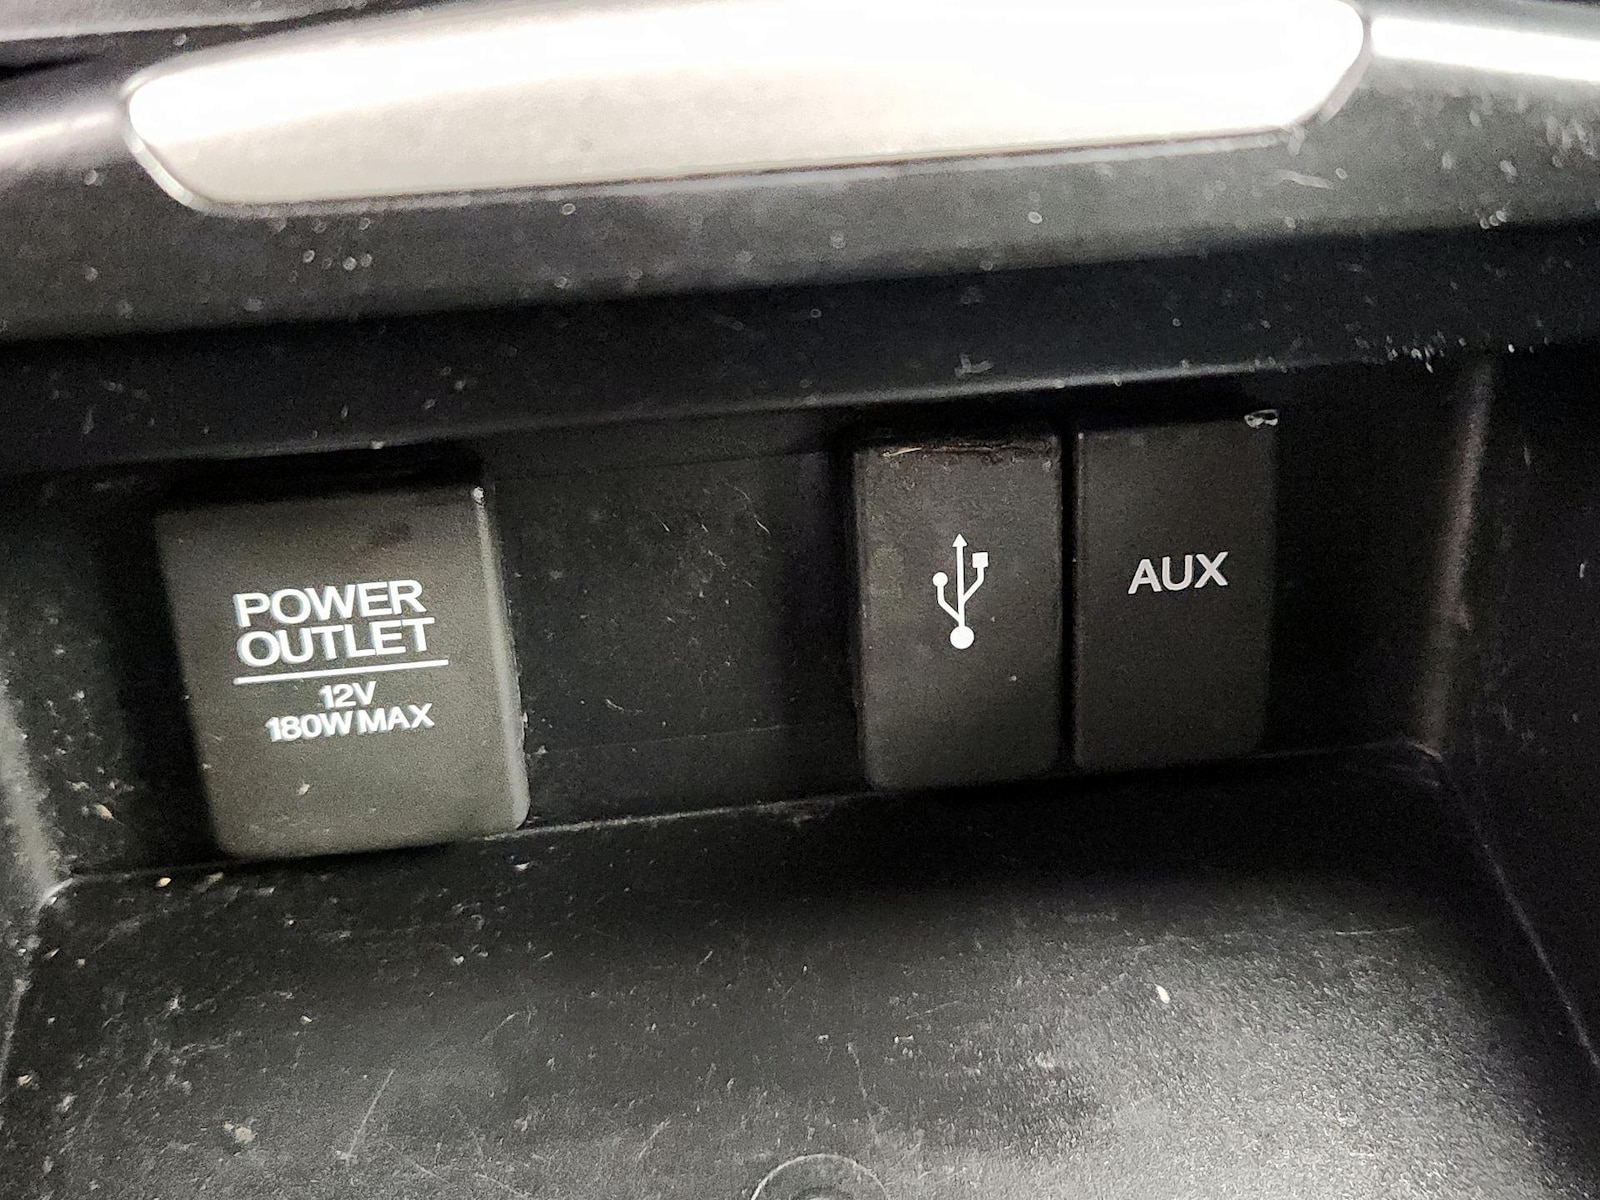 POWER
OUTLET
12V
180W MAX
AUX